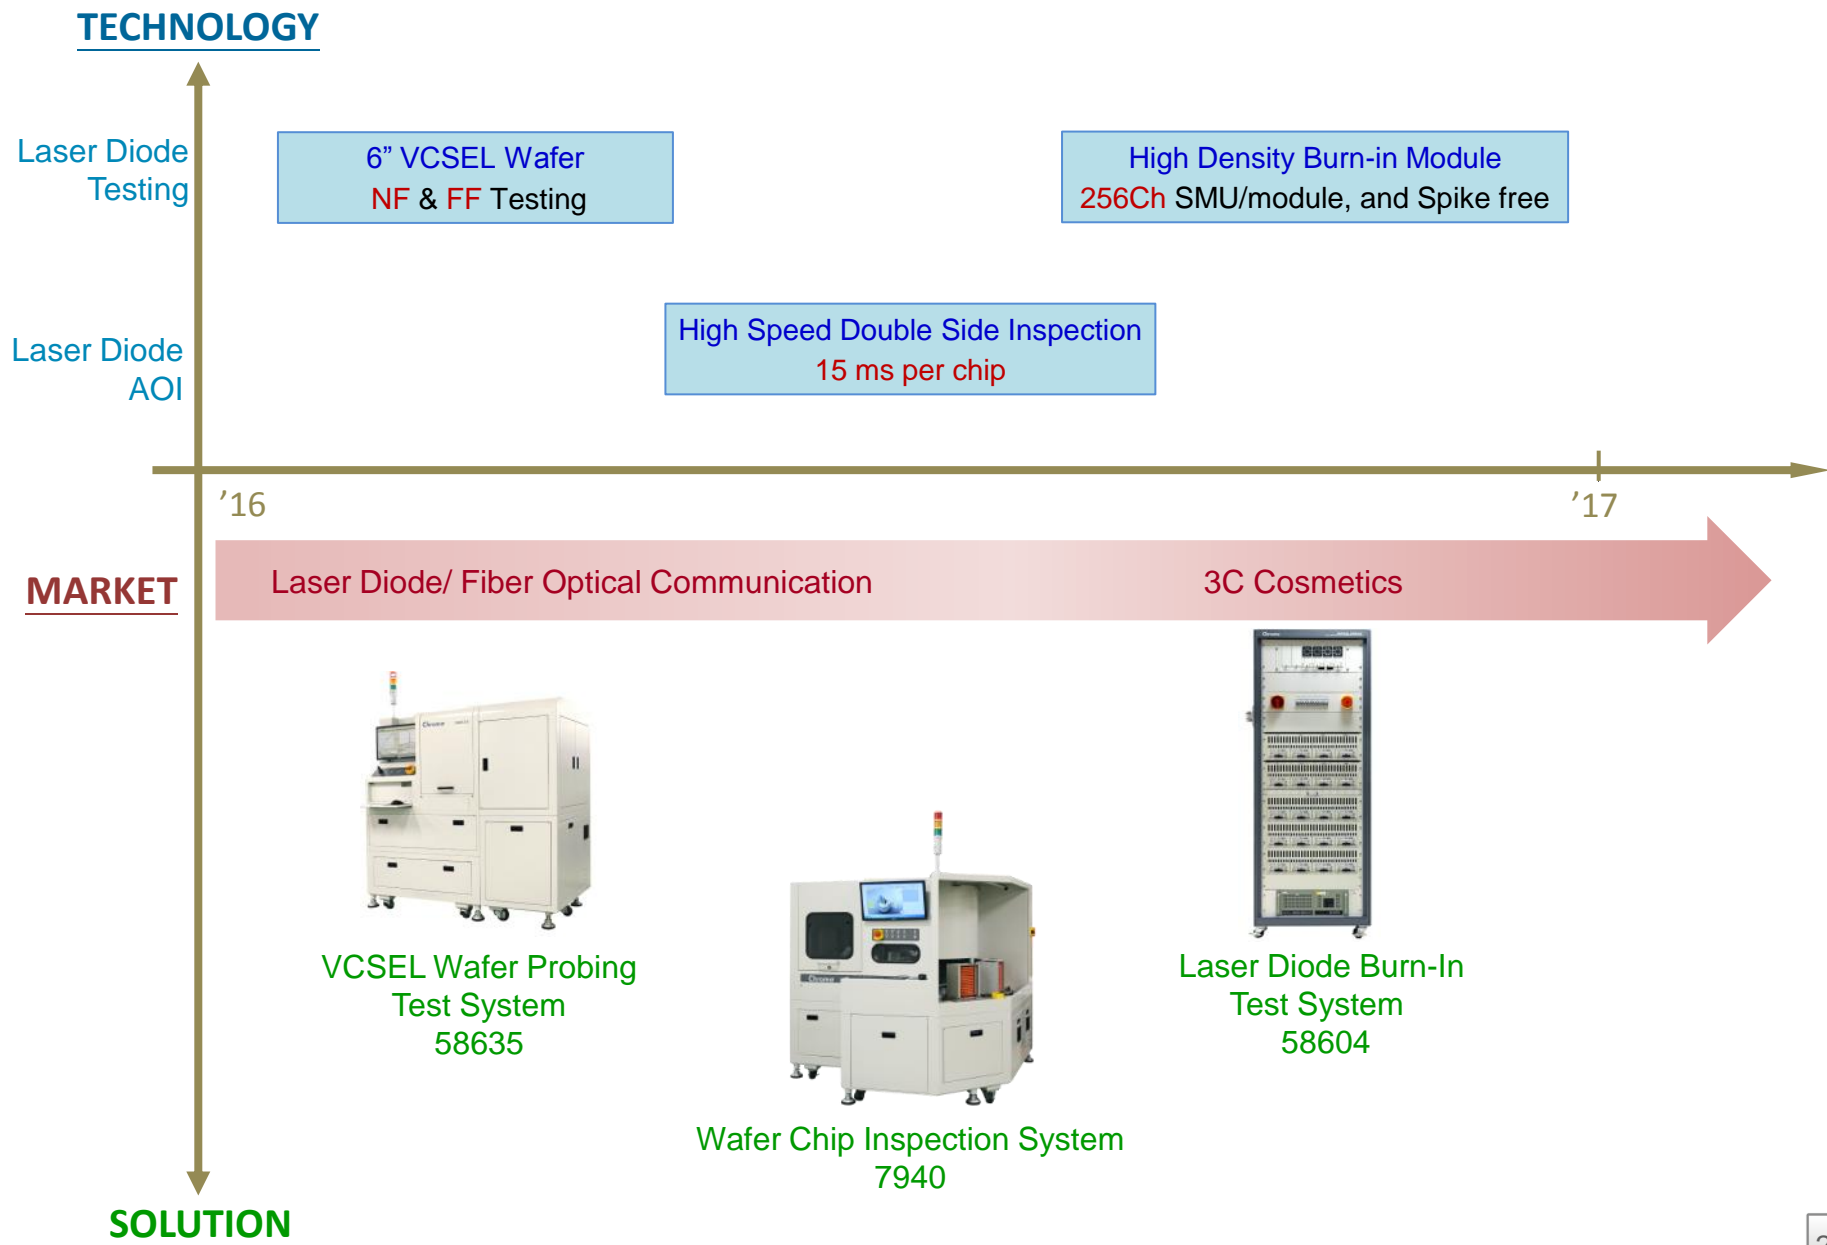 TECHNOLOGY
Laser Diode
Testing
6” VCSEL Wafer
NF & FF Testing
High Density Burn-in Module
256Ch SMU/module, and Spike free
Laser Diode
AOI
High Speed Double Side Inspection
15 ms per chip
’16
’17
MARKET
Laser Diode/ Fiber Optical Communication
3C Cosmetics
Chroma
Chroma
Chroma
VCSEL Wafer Probing
Test System
58635
Laser Diode Burn-In
Test System
58604
Wafer Chip Inspection System
7940
SOLUTION